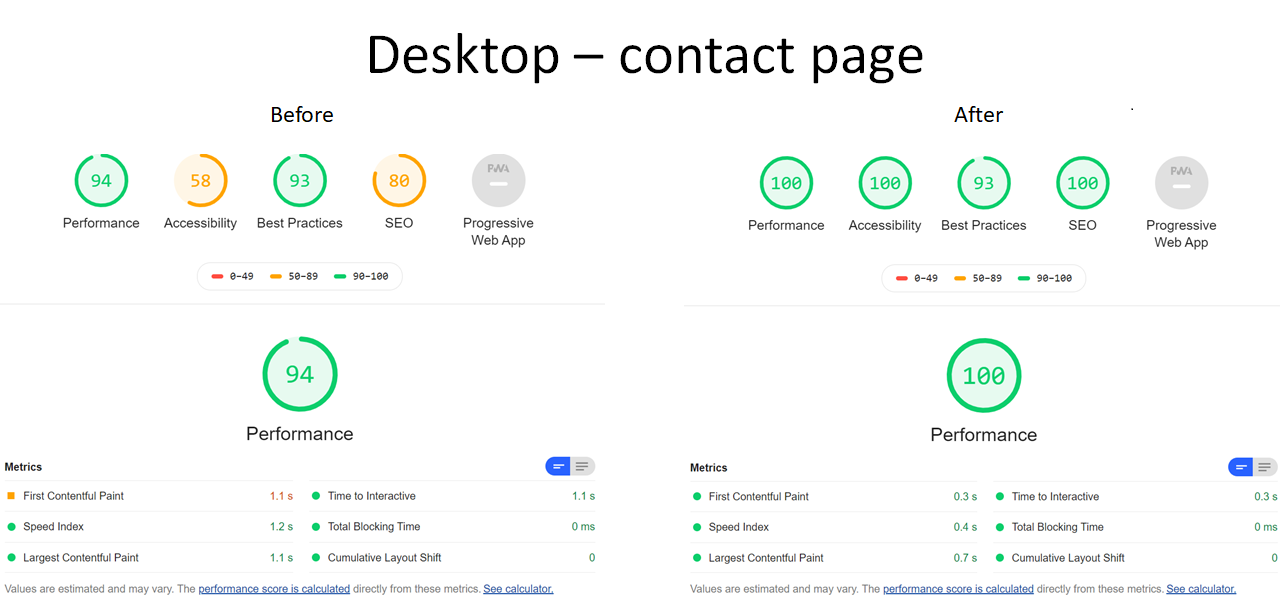 Desktop – contact page
Before
94 58 93 80 PWA
Performance Accessibility Best Practices SEO Progressive
Web App
0–49 50–89 90–100
94
Performance
Metrics
First Contentful Paint 1.1 s Time to Interactive 1.1 s
Speed Index 1.2 s Total Blocking Time 0 ms
Largest Contentful Paint 1.1 s Cumulative Layout Shift 0
Values are estimated and may vary. The performance score is calculated directly from these metrics. See calculator.
After
100 100 93 100 PWA
Performance Accessibility Best Practices SEO Progressive
Web App
0–49 50–89 90–100
100
Performance
Metrics
First Contentful Paint 0.3 s Time to Interactive 0.3 s
Speed Index 0.4 s Total Blocking Time 0 ms
Largest Contentful Paint 0.7 s Cumulative Layout Shift 0
Values are estimated and may vary. The performance score is calculated directly from these metrics. See calculator.